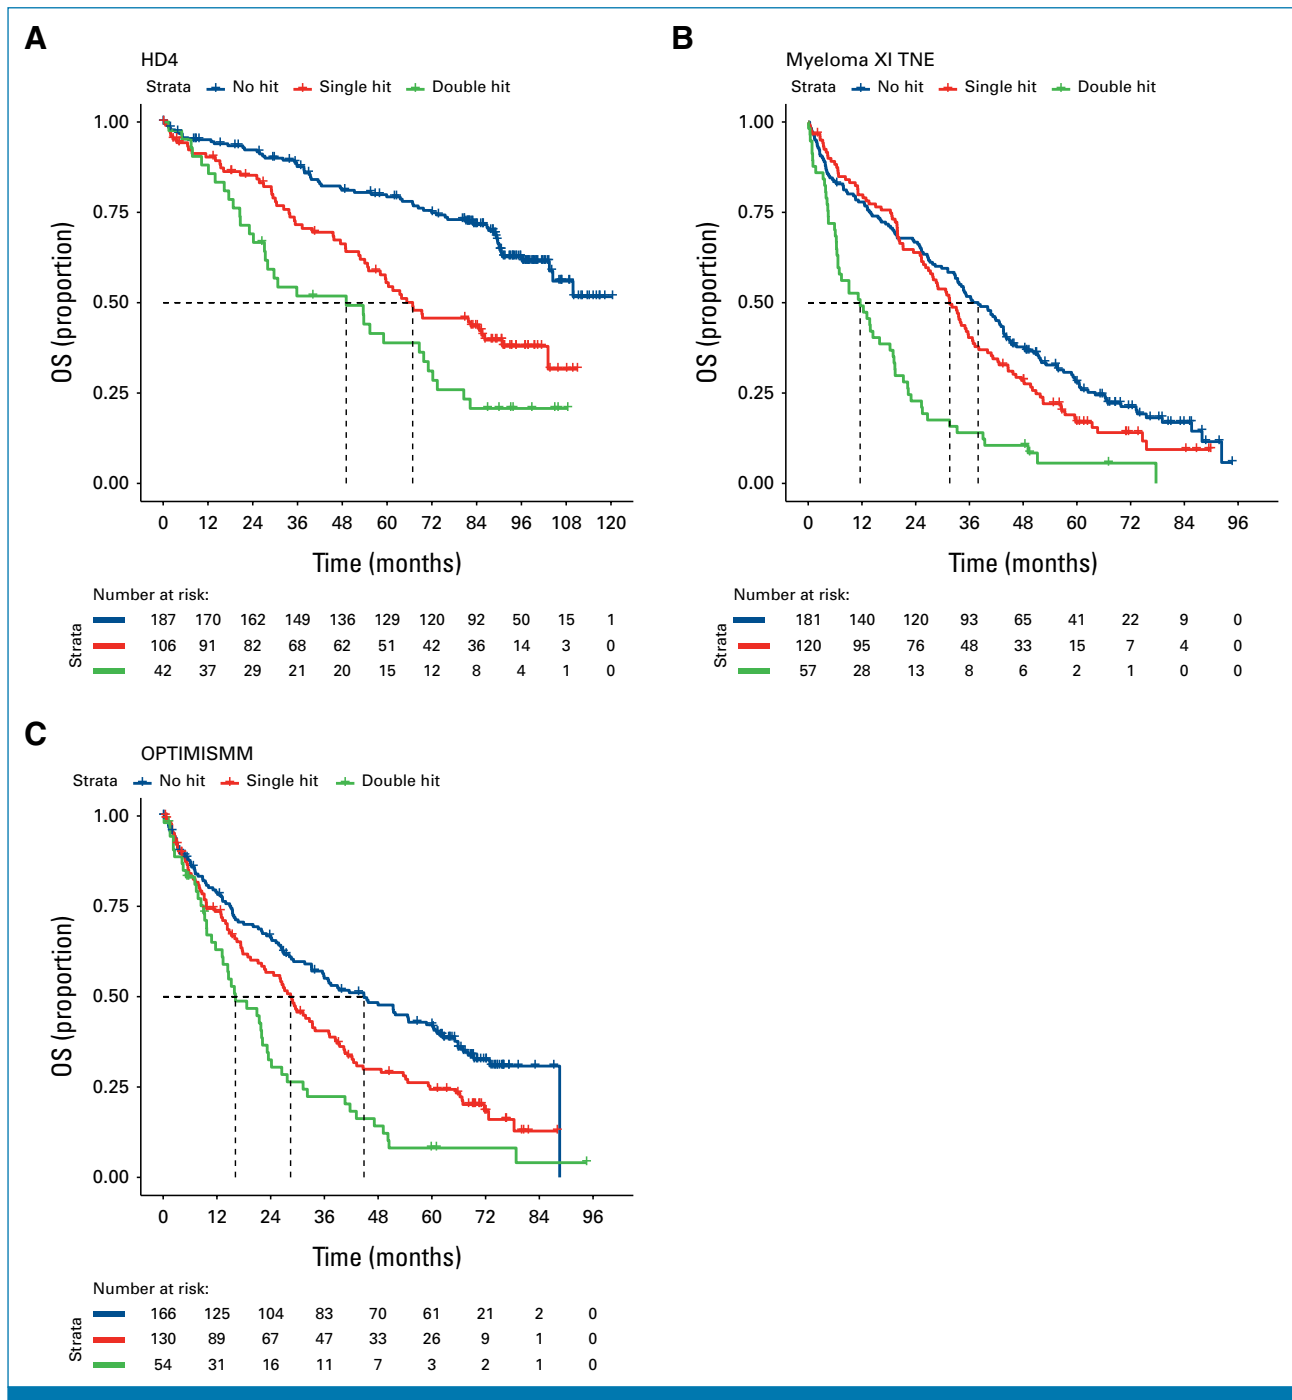 A
HD4
Strata No hit Single hit Double hit
1.00
0.75
0.50
0.25
0.00
OS (proportion)
0 12 24 36 48 60 72 84 96 108 120
Time (months)
Number at risk:
Strata
187 170 162 149 136 129 120 92 50 15 1
106 91 82 68 62 51 42 36 14 3 0
42 37 29 21 20 15 12 8 4 1 0
B
Myeloma XI TNE
Strata No hit Single hit Double hit
1.00
0.75
0.50
0.25
0.00
OS (proportion)
0 12 24 36 48 60 72 84 96
Time (months)
Number at risk:
Strata
181 140 120 93 65 41 22 9 0
120 95 76 48 33 15 7 4 0
57 28 13 8 6 2 1 0 0
C
OPTIMISMM
Strata No hit Single hit Double hit
1.00
0.75
0.50
0.25
0.00
OS (proportion)
0 12 24 36 48 60 72 84 96
Time (months)
Number at risk:
Strata
166 125 104 83 70 61 21 2 0
130 89 67 47 33 26 9 1 0
54 31 16 11 7 3 2 1 0